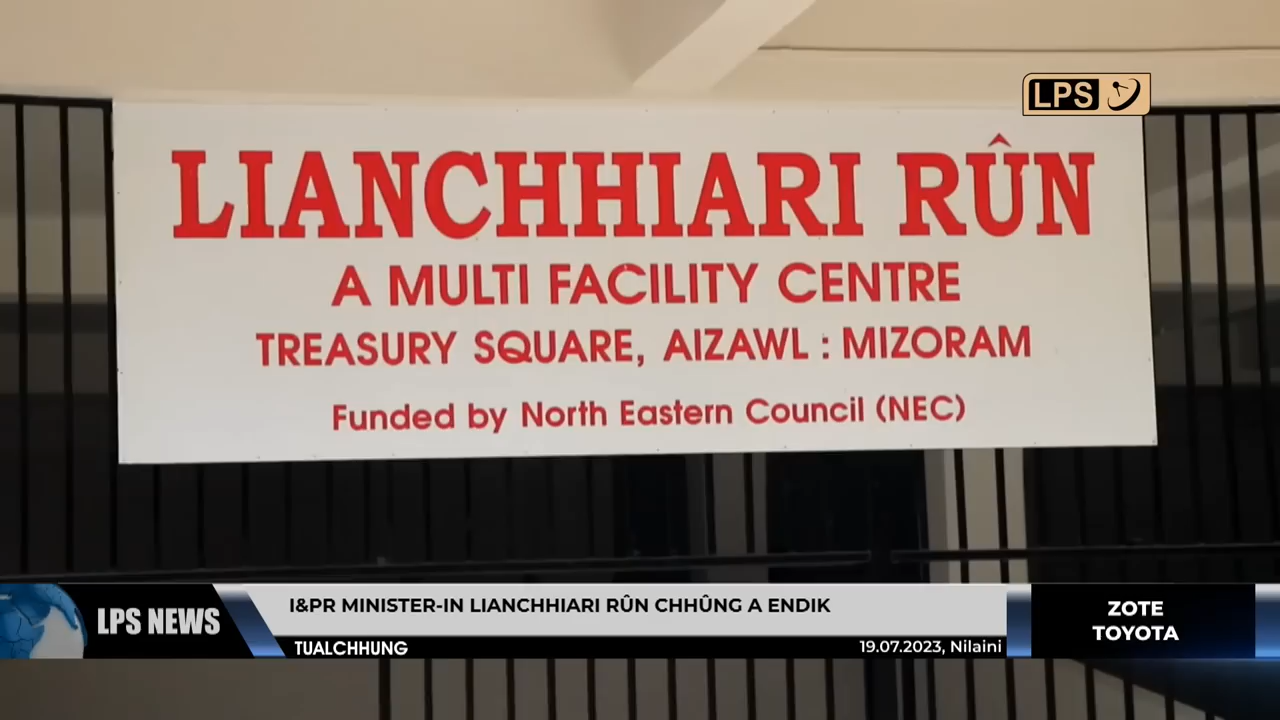 LPS
LIANCHHIARI RÛN
A MULTI FACILITY CENTRE
TREASURY SQUARE, AIZAWL : MIZORAM
Funded by North Eastern Council (NEC)
LPS NEWS
I&PR MINISTER-IN LIANCHHIARI RÛN CHHÛNG A ENDIK
TUALCHHUNG
19.07.2023, Nilaini
ZOTE
TOYOTA